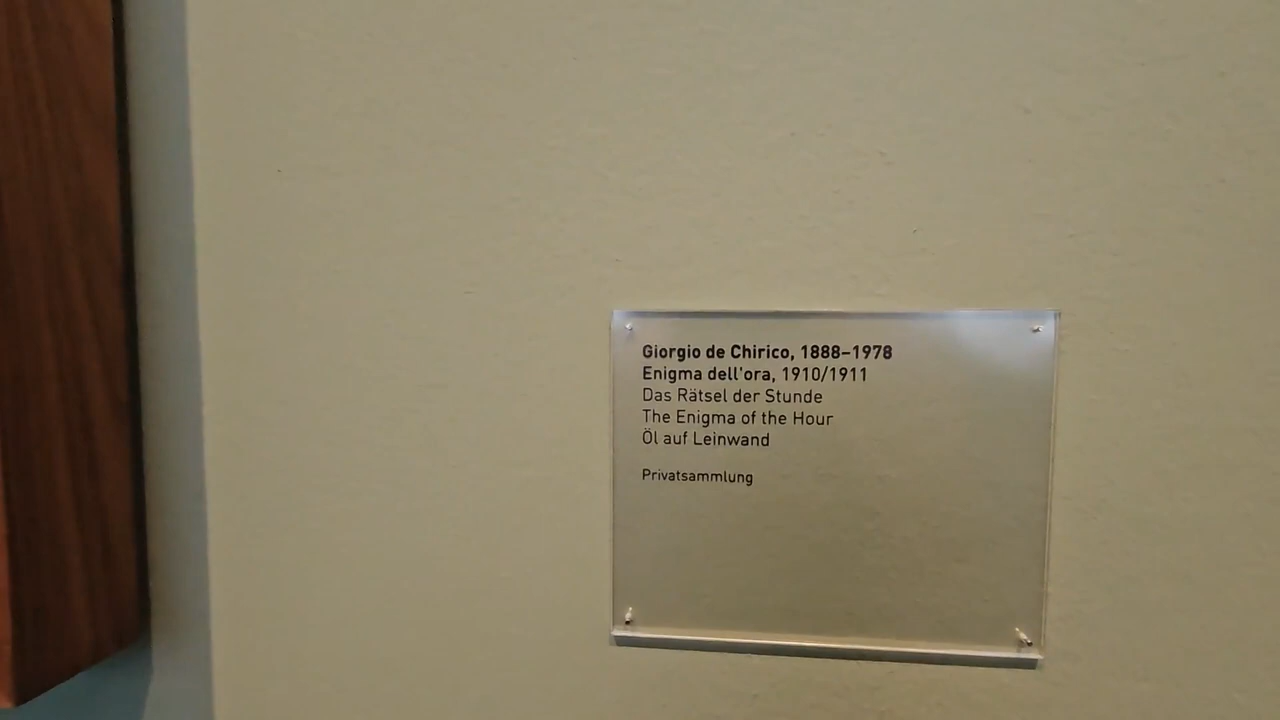 Giorgio de Chirico, 1888–1978
Enigma dell'ora, 1910/1911
Das Rätsel der Stunde
The Enigma of the Hour
Öl auf Leinwand
Privatsammlung